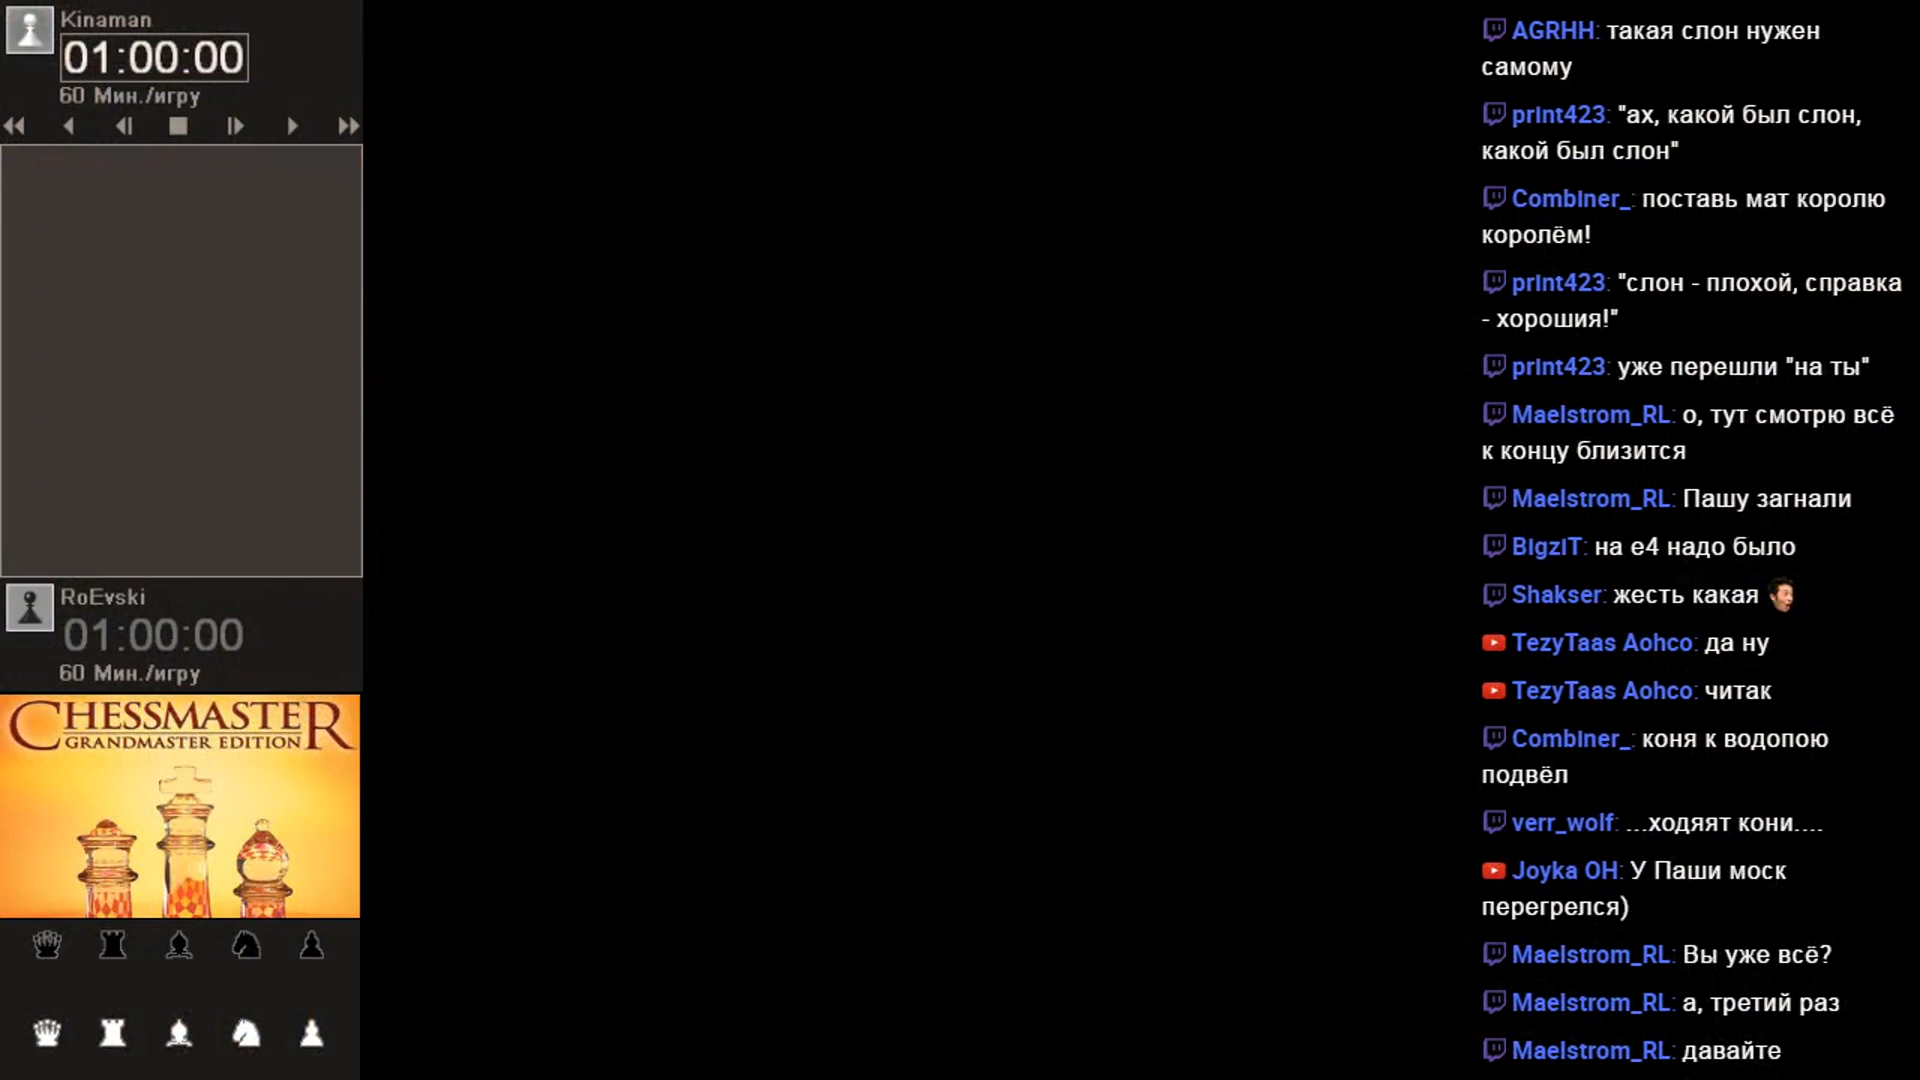 Kinaman
01:00:00
60 Мин./игру
RoEvski
01:00:00
60 Мин./игру
CHESSMASTER
GRANDMASTER EDITION
AGRHH: такая слон нужен
самому
print423: "ах, какой был слон,
какой был слон"
Combiner_: поставь мат королю
королём!
print423: "слон - плохой, справка
- хорошия!"
print423: уже перешли "на ты"
Maelstrom_RL: о, тут смотрю всё
к концу близится
Maelstrom_RL: Пашу загнали
BigziT: на е4 надо было
Shakser: жесть какая
TezyTaas Aohco: да ну
TezyTaas Aohco: читак
Combiner_: коня к водопою
подвёл
verr_wolf: ...ходяят кони....
Joyka OH: У Паши моск
перегрелся)
Maelstrom_RL: Вы уже всё?
Maelstrom_RL: а, третий раз
Maelstrom_RL: давайте